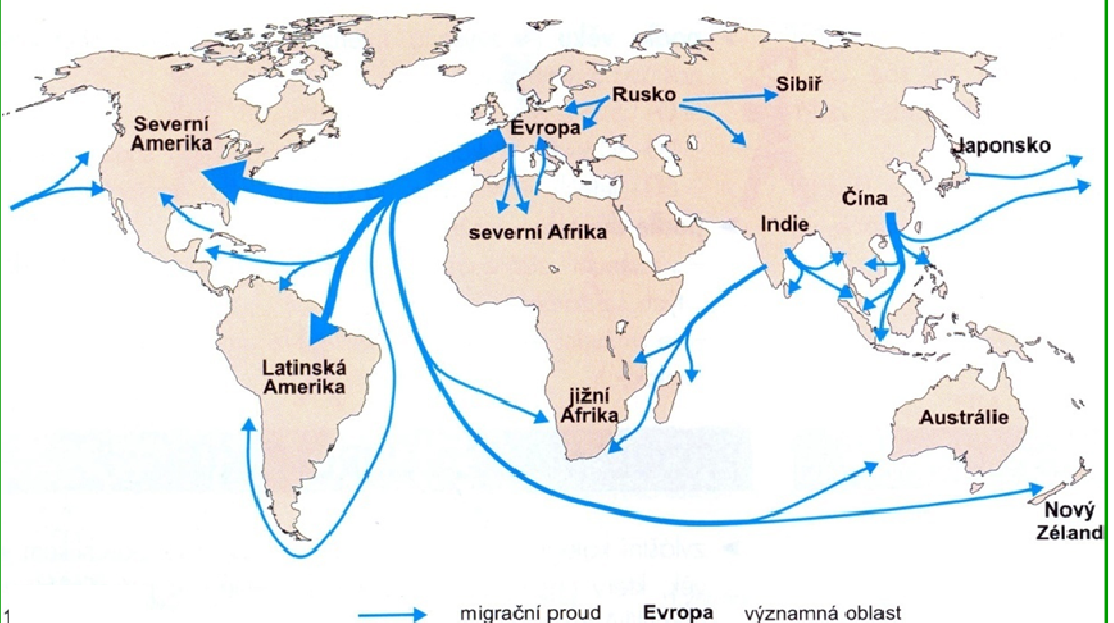 Severní
Amerika
Evropa
Rusko
Sibiř
Japonsko
Čína
Indie
severní Afrika
Latinská
Amerika
jižní
Afrika
Austrálie
Nový
Zéland
1
migrační proud
Evropa
významná oblast